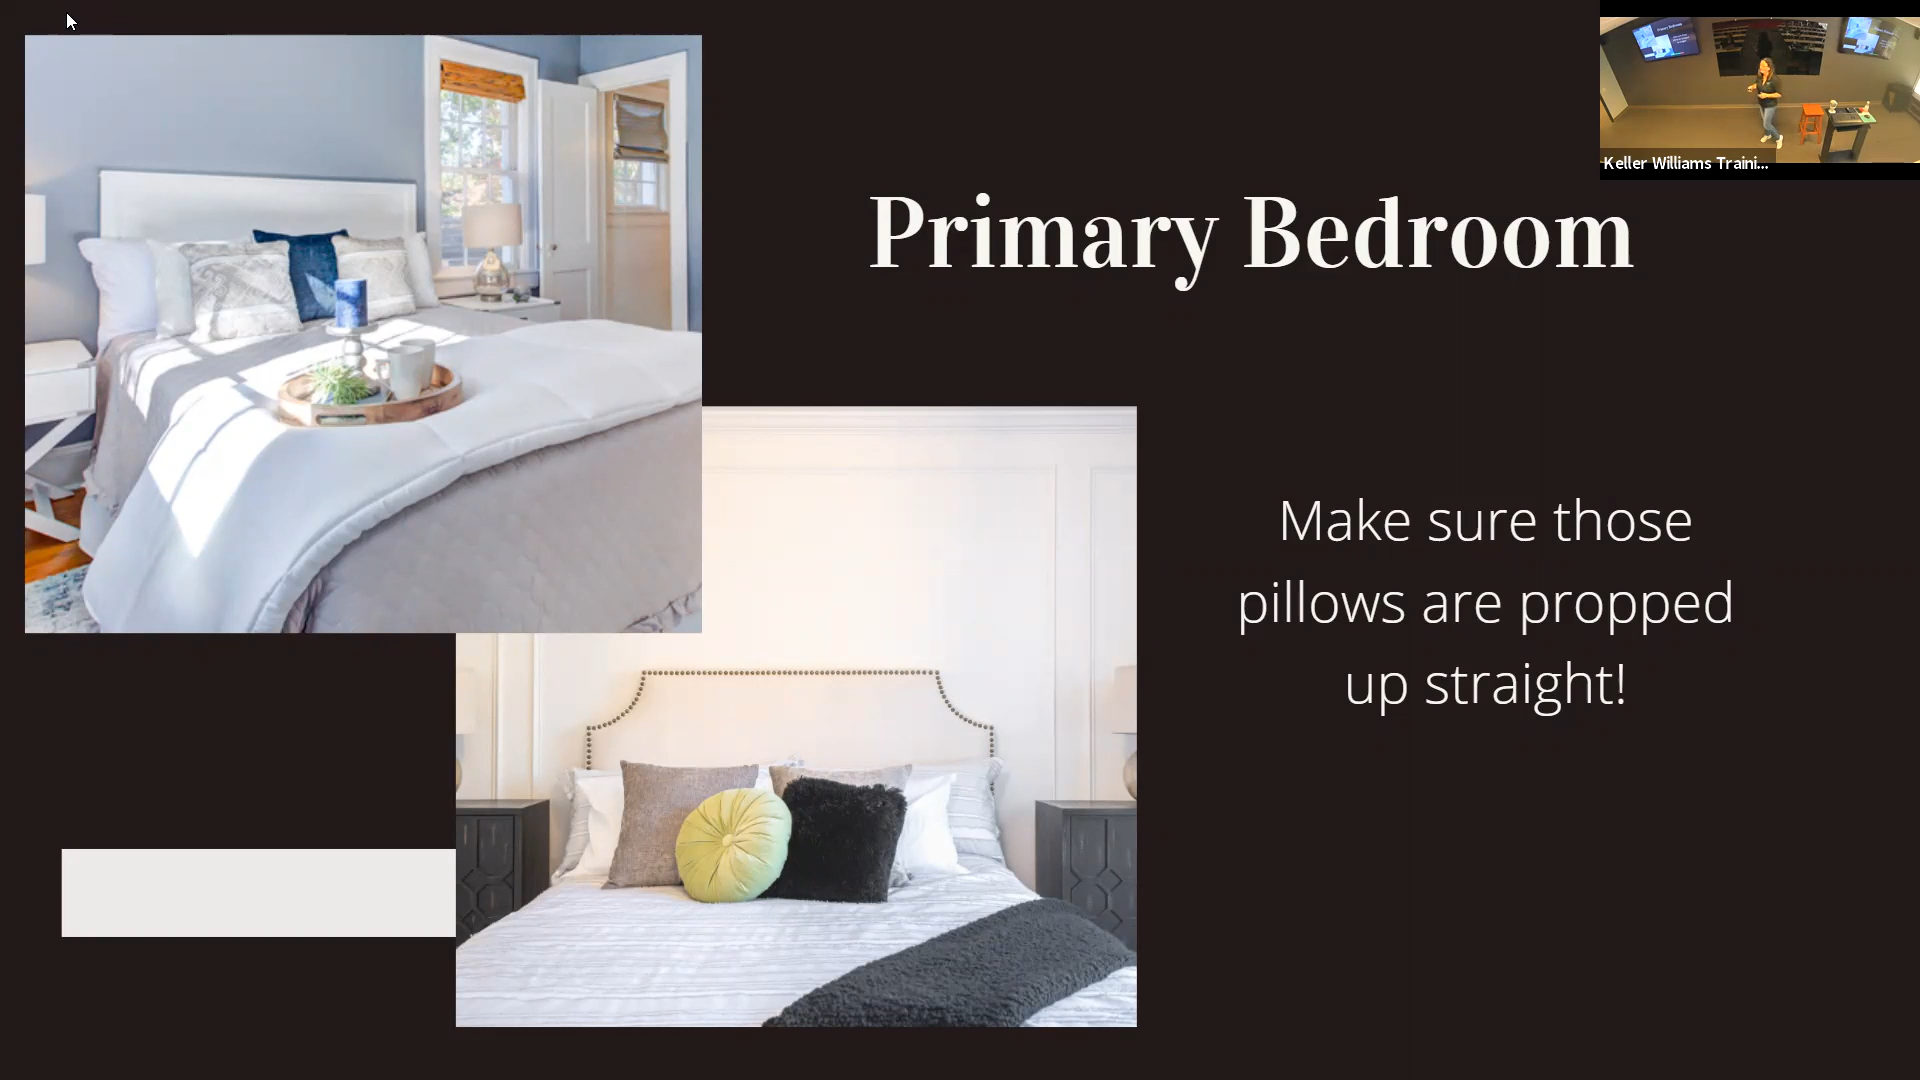 Keller Williams Traini...
Primary Bedroom
Make sure those
pillows are propped
up straight!